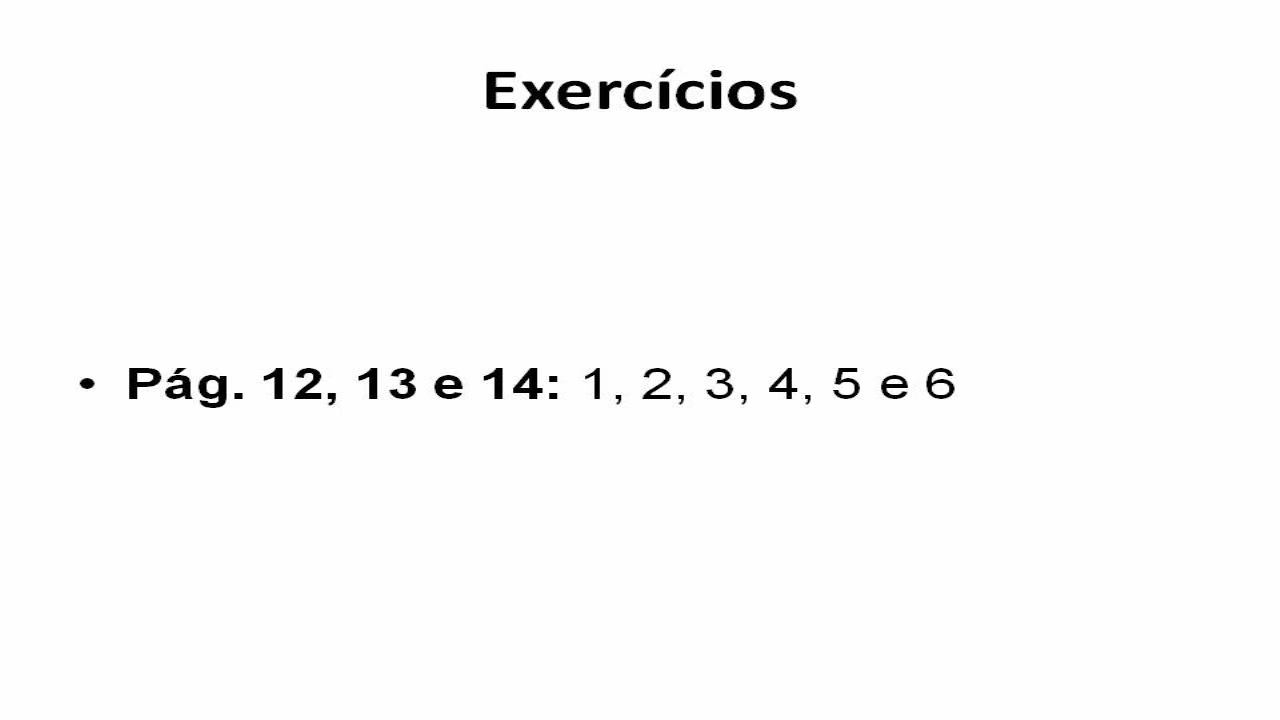 Exercícios
• Pág. 12, 13 e 14: 1, 2, 3, 4, 5 e 6